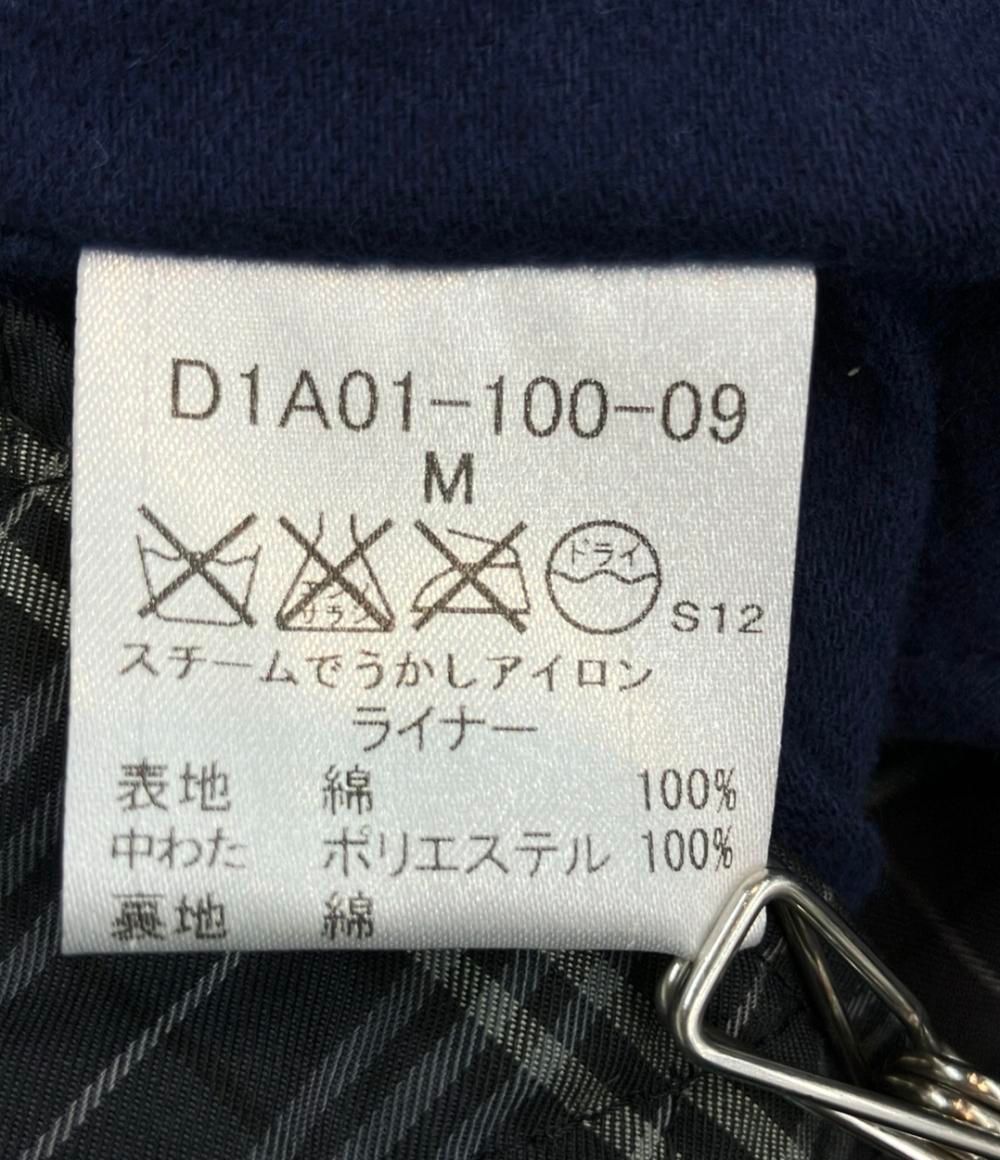 D1A01-100-09
M
ドライ
S12
スチームでうかしアイロン
ライナー
表地 綿 100%
中わた ポリエステル 100%
裏地 綿